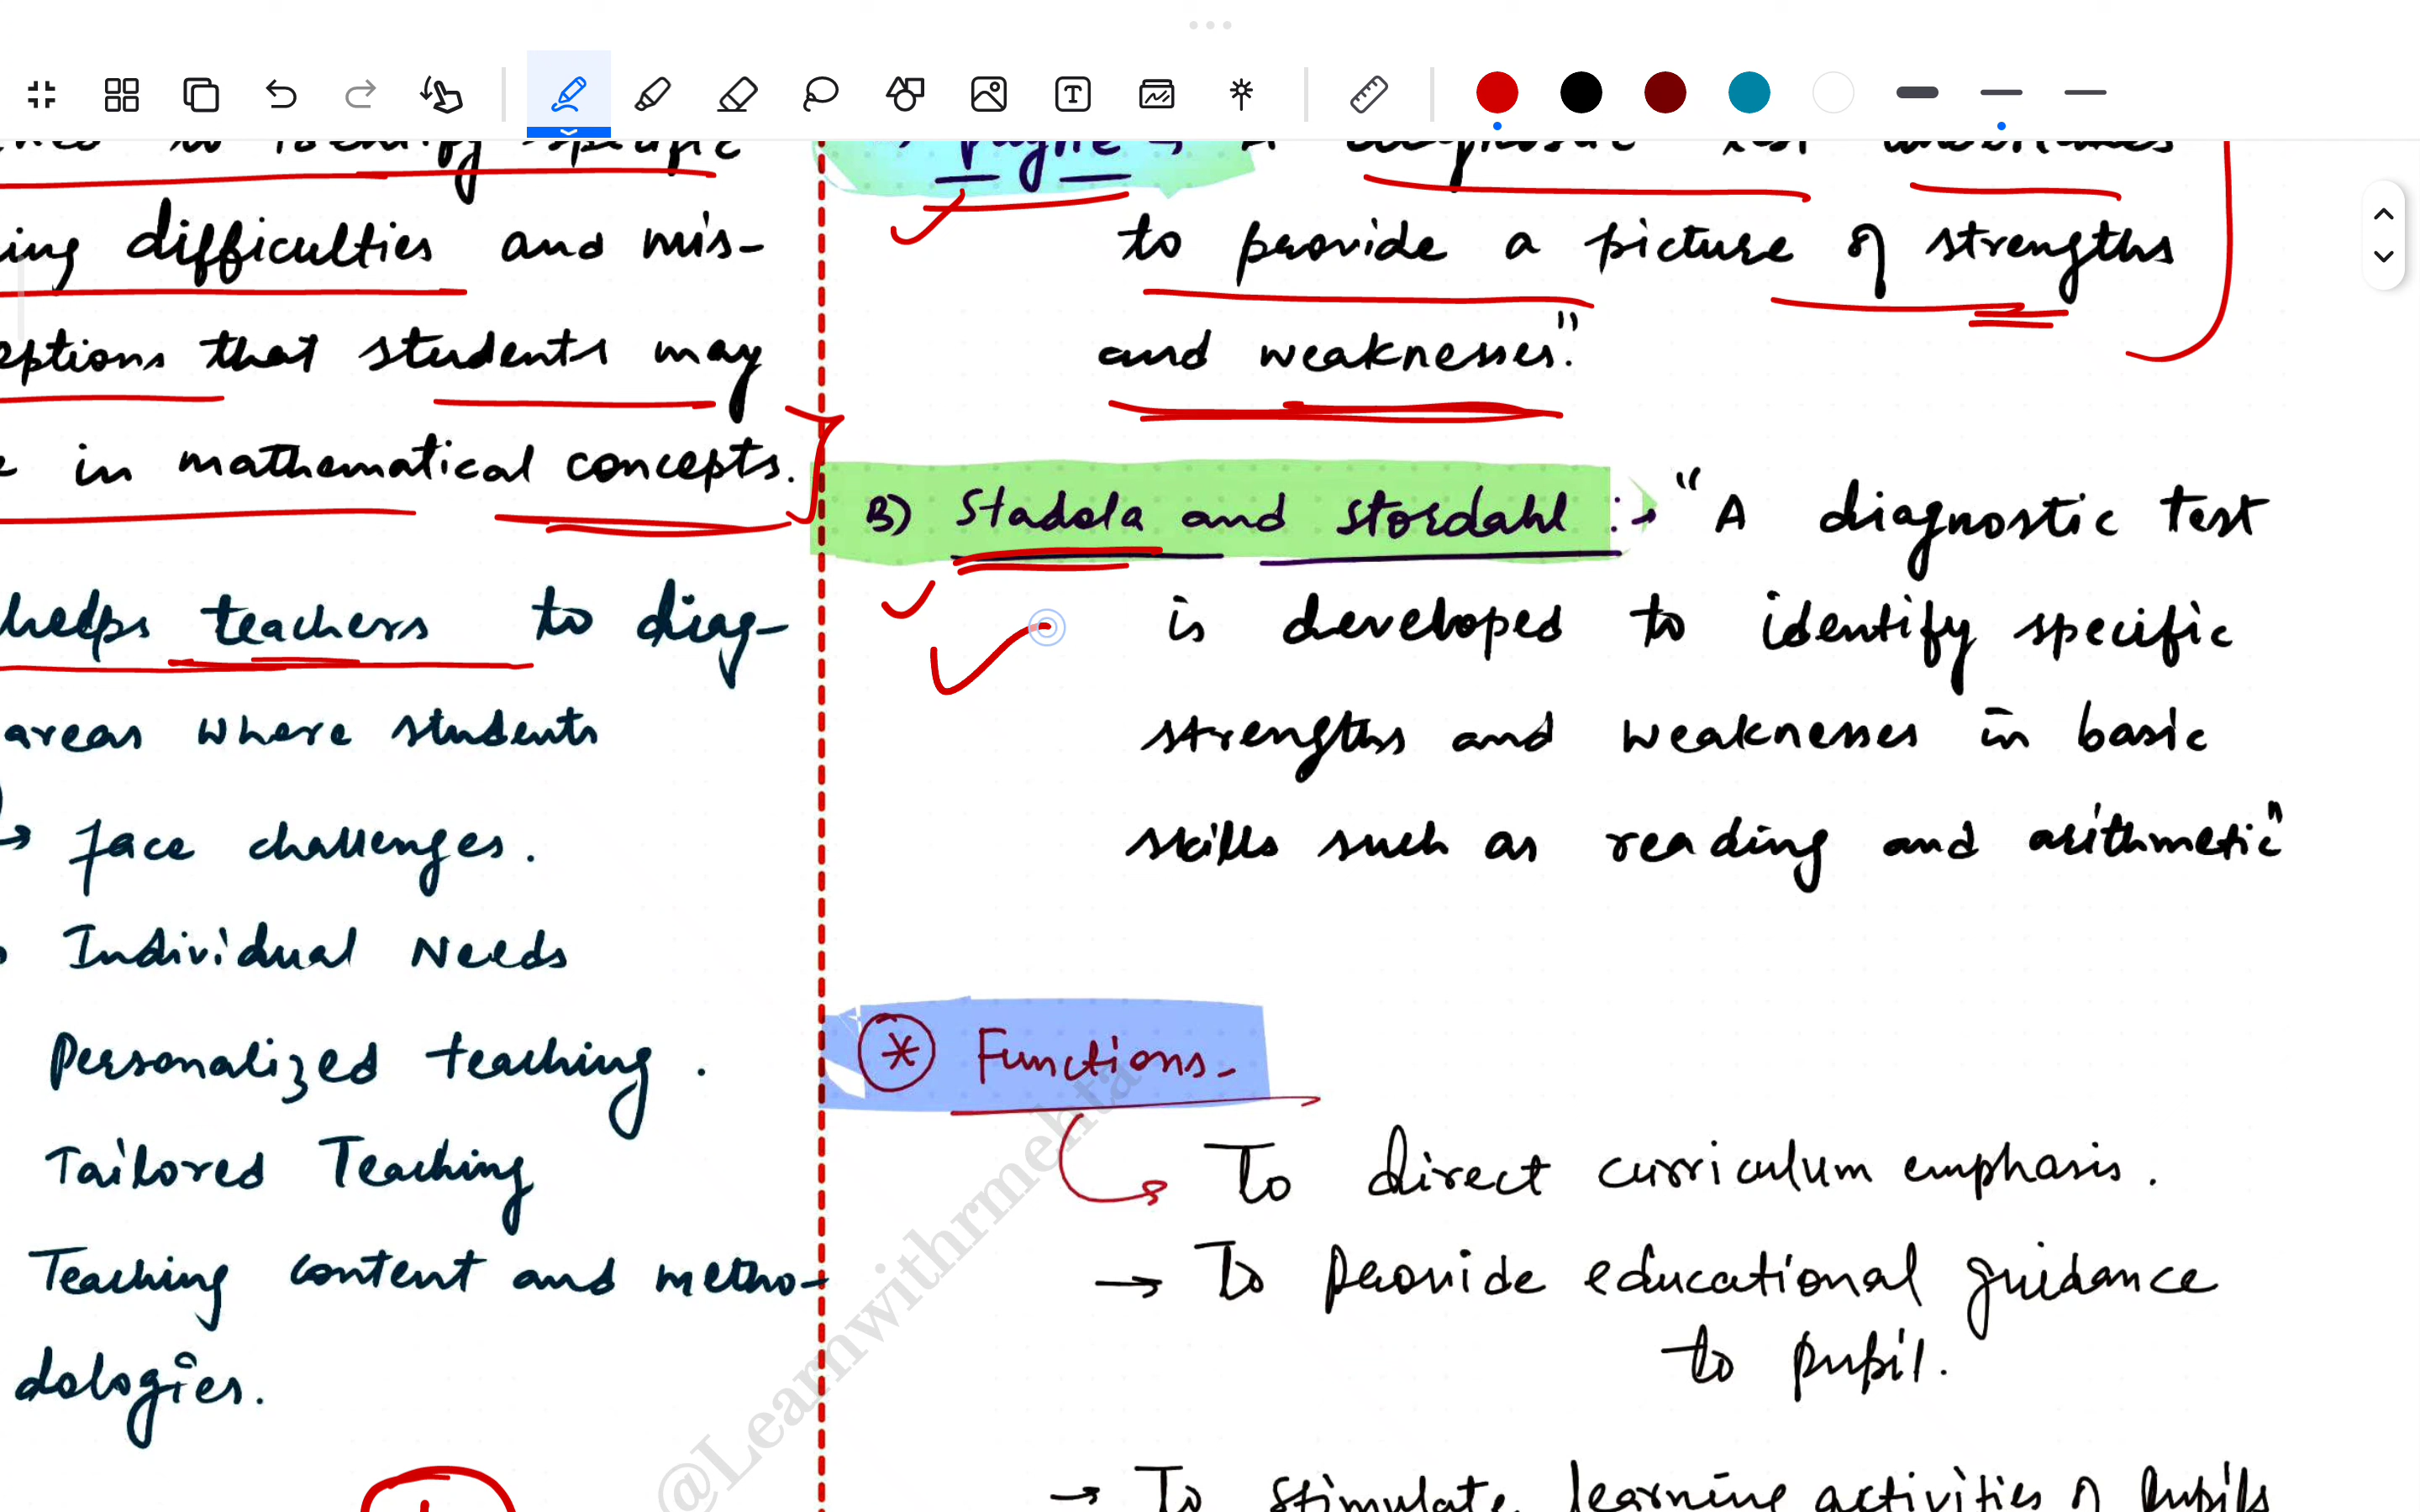 ing difficulties and mis-
eptions that students may
in mathematical concepts.
helps teachers to diag-
areas where students
→ face challenges.
Individual Needs
Personalized teaching.
Tailored Teaching
Teaching content and metho-
dologies.
to provide a picture of strengths
and weaknesses."
B) Stadola and Stordahl :→ "A diagnostic test
is developed to identify specific
strengths and weaknesses in basic
skills such as reading and arithmetic"
* Functions-
To direct curriculum emphasis.
→ To provide educational guidance
to pupil.
→ To stimulate learning activities of pupils
@Learnwithrmehta